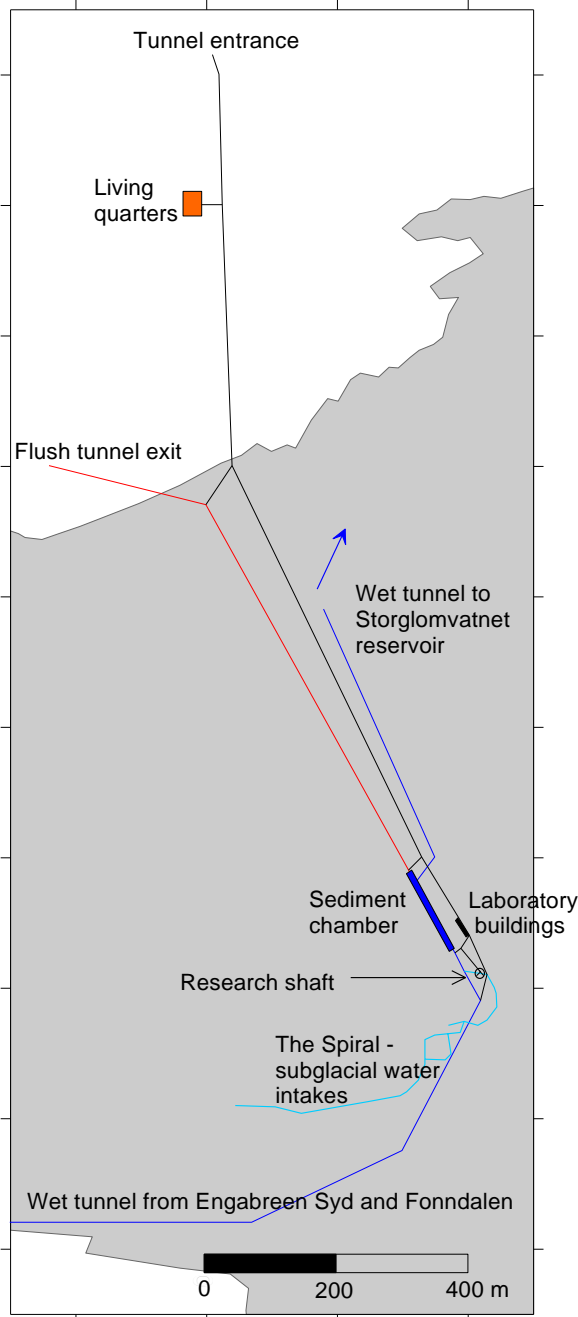 Tunnel entrance
Living
quarters
Flush tunnel exit
Wet tunnel to
Storglomvatnet
reservoir
Sediment
chamber
Laboratory
buildings
Research shaft
The Spiral -
subglacial water
intakes
Wet tunnel from Engabreen Syd and Fonndalen
0 200 400 m